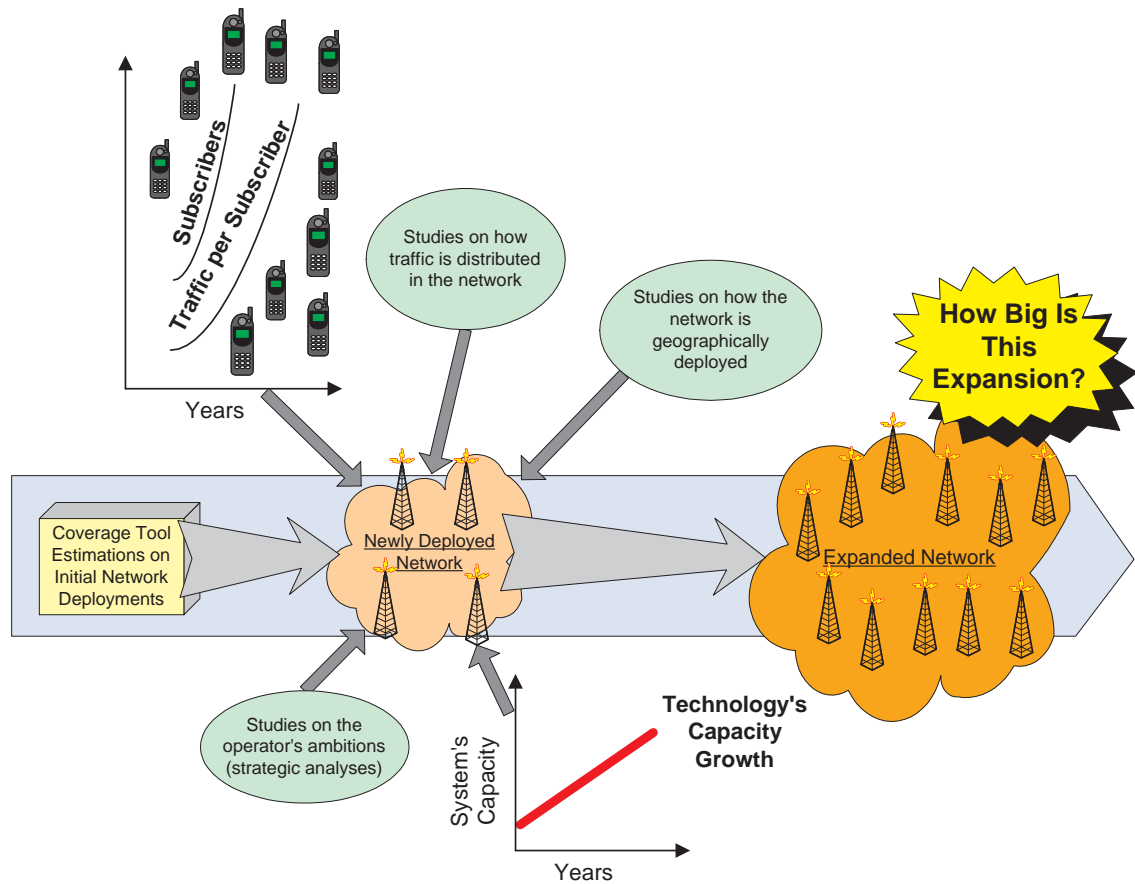 Subscribers
Traffic per Subscriber
Years
Studies on how
traffic is distributed
in the network
Studies on how the
network is
geographically
deployed
How Big Is
This
Expansion?
Coverage Tool
Estimations on
Initial Network
Deployments
Newly Deployed
Network
Expanded Network
Studies on the
operator's ambitions
(strategic analyses)
System's
Capacity
Technology's
Capacity
Growth
Years